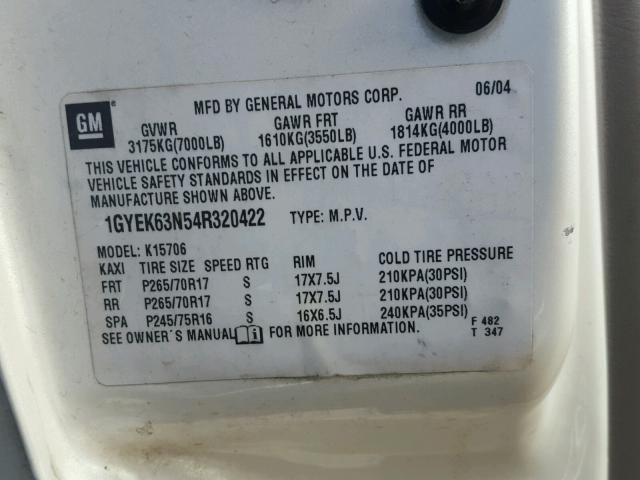 GM ®
MFD BY GENERAL MOTORS CORP. 06/04
GVWR GAWR FRT GAWR RR
3175KG(7000LB) 1610KG(3550LB) 1814KG(4000LB)
THIS VEHICLE CONFORMS TO ALL APPLICABLE U.S. FEDERAL MOTOR
VEHICLE SAFETY STANDARDS IN EFFECT ON THE DATE OF
MANUFACTURE SHOWN ABOVE.
1GYEK63N54R320422 TYPE: M.P.V.
MODEL: K15706
KAXI TIRE SIZE SPEED RTG RIM COLD TIRE PRESSURE
FRT P265/70R17 S 17X7.5J 210KPA(30PSI)
RR P265/70R17 S 17X7.5J 210KPA(30PSI)
SPA P245/75R16 S 16X6.5J 240KPA(35PSI)
SEE OWNER'S MANUAL FOR MORE INFORMATION. F 482
T 347